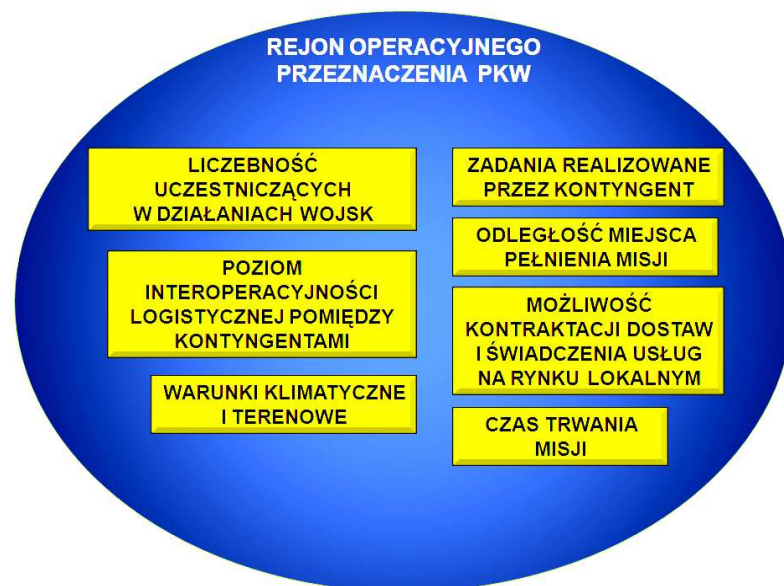 REJON OPERACYJNEGO
PRZEZNACZENIA PKW
LICZEBNOŚĆ
UCZESTNICZĄCYCH
W DZIAŁANIACH WOJSK
POZIOM
INTEROPERACYJNOŚCI
LOGISTYCZNEJ POMIĘDZY
KONTYNGENTAMI
WARUNKI KLIMATYCZNE
I TERENOWE
ZADANIA REALIZOWANE
PRZEZ KONTYNGENT
ODLEGŁOŚĆ MIEJSCA
PEŁNIENIA MISJI
MOŻLIWOŚĆ
KONTRAKTACJI DOSTAW
I ŚWIADCZENIA USŁUG
NA RYNKU LOKALNYM
CZAS TRWANIA
MISJI